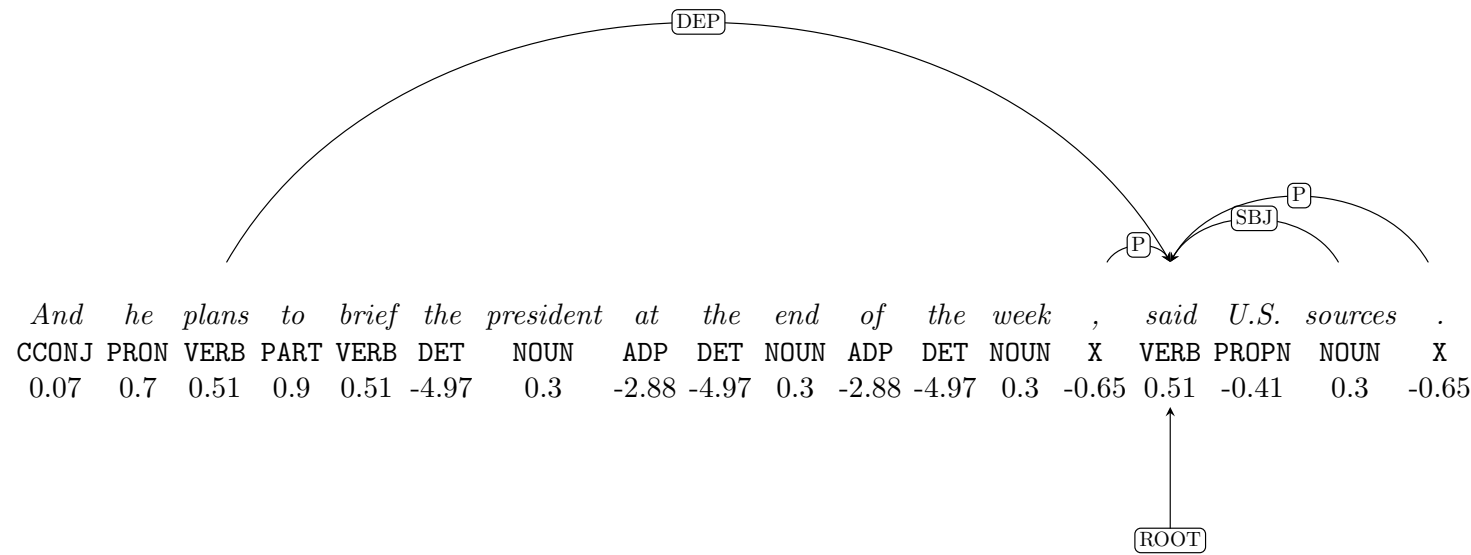 DEP
P
SBJ
P
And he plans to brief the president at the end of the week , said U.S. sources .
CCONJ PRON VERB PART VERB DET NOUN ADP DET NOUN ADP DET NOUN X VERB PROPN NOUN X
0.07 0.7 0.51 0.9 0.51 -4.97 0.3 -2.88 -4.97 0.3 -2.88 -4.97 0.3 -0.65 0.51 -0.41 0.3 -0.65
ROOT